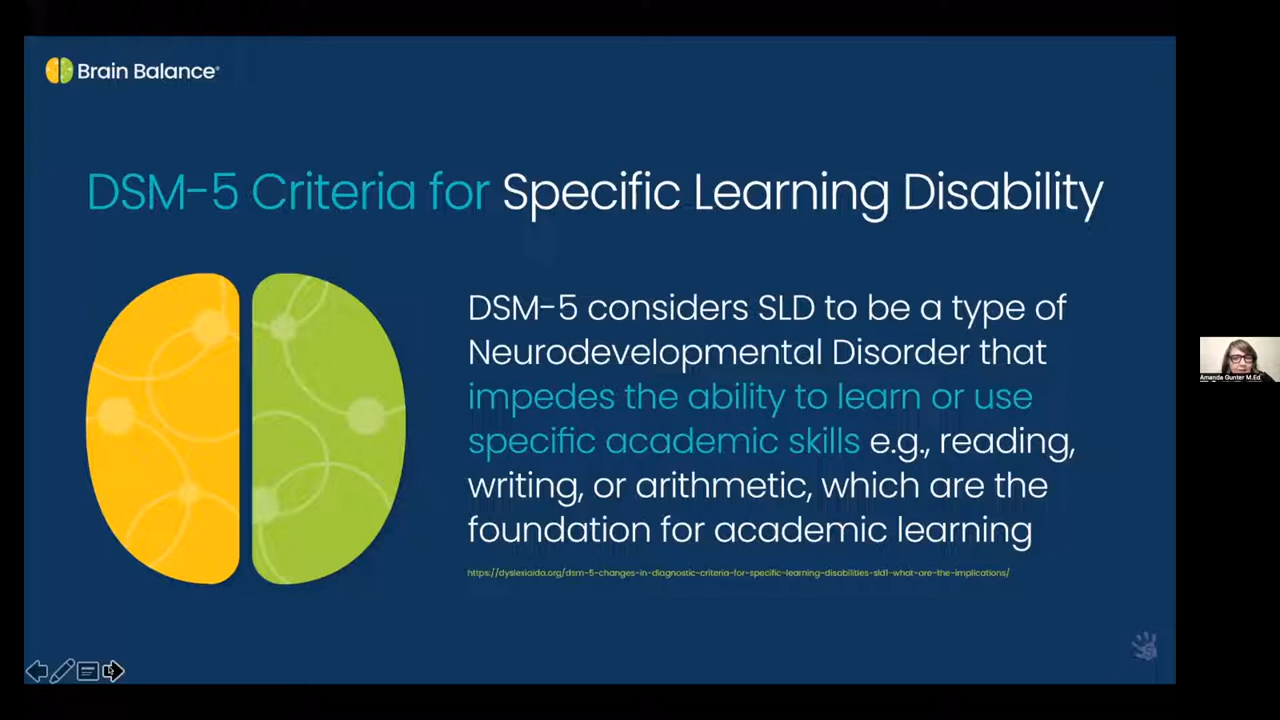 Brain Balance®
DSM-5 Criteria for Specific Learning Disability
DSM-5 considers SLD to be a type of
Neurodevelopmental Disorder that
impedes the ability to learn or use
specific academic skills e.g., reading,
writing, or arithmetic, which are the
foundation for academic learning
https://dyslexiaida.org/dsm-5-changes-in-diagnostic-criteria-for-specific-learning-disabilities-sld1-what-are-the-implications/
Amanda Gunter M.Ed